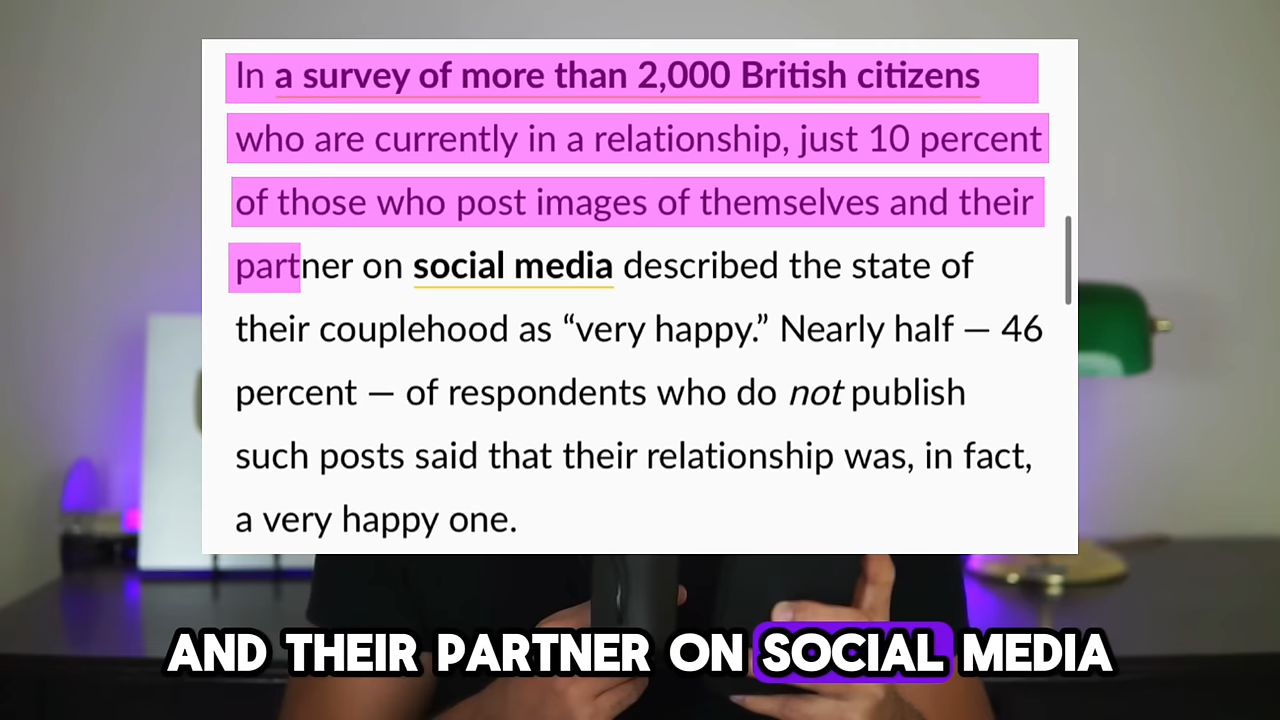 In a survey of more than 2,000 British citizens
who are currently in a relationship, just 10 percent
of those who post images of themselves and their
partner on social media described the state of
their couplehood as “very happy.” Nearly half — 46
percent — of respondents who do not publish
such posts said that their relationship was, in fact,
a very happy one.
AND THEIR PARTNER ON SOCIAL MEDIA